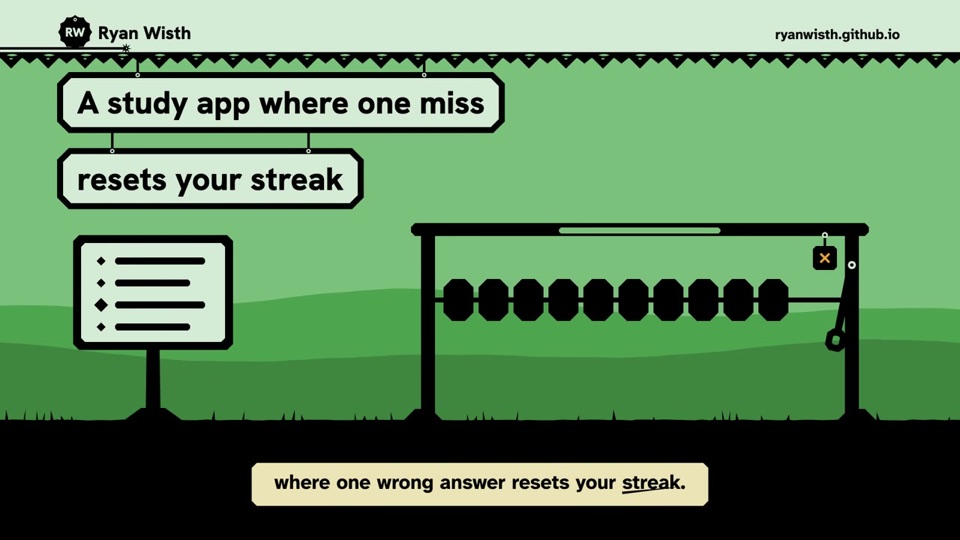 RW Ryan Wisth
ryanwisth.github.io
A study app where one miss
resets your streak
where one wrong answer resets your streak.